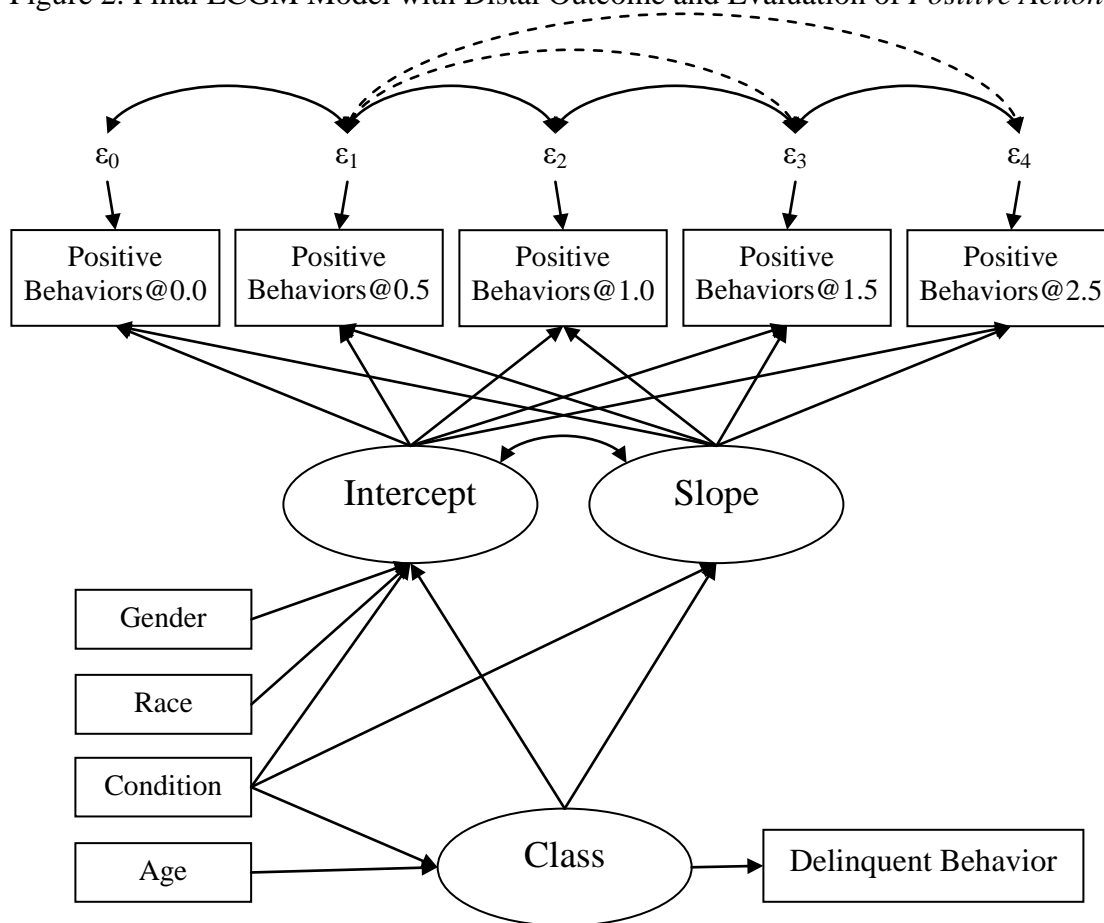 Figure 2. Final LCGM Model with Distal Outcome and Evaluation of Positive Action
ε0 ε1 ε2 ε3 ε4
Positive Positive Positive Positive Positive
Behaviors@0.0 Behaviors@0.5 Behaviors@1.0 Behaviors@1.5 Behaviors@2.5
Intercept Slope
Gender
Race
Condition
Class
Delinquent Behavior
Age